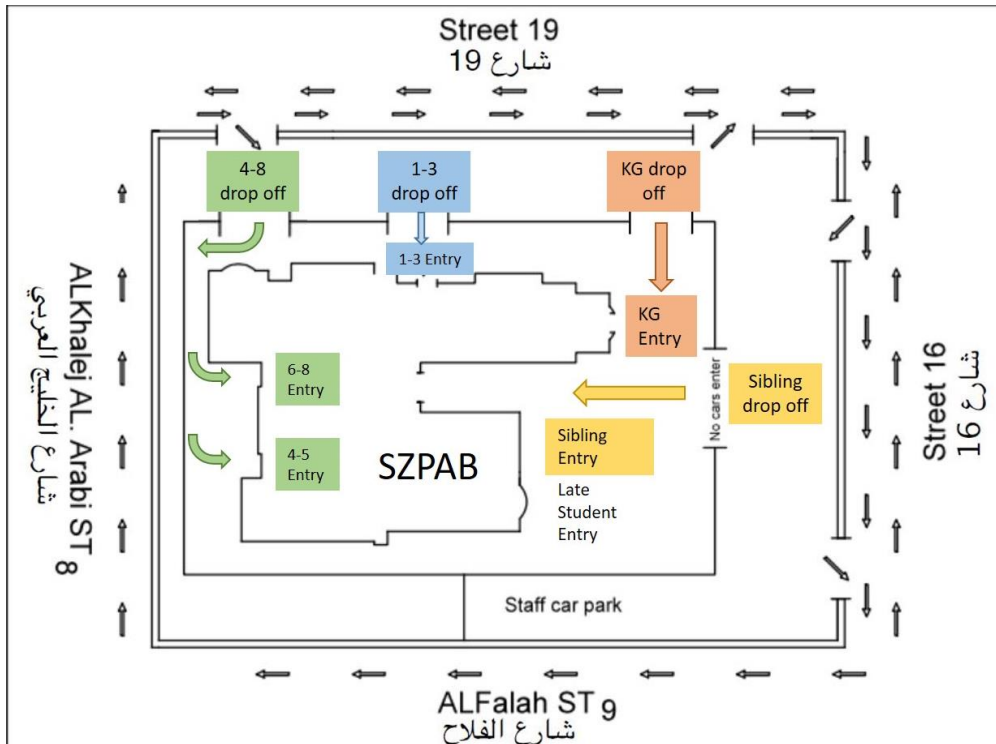 Street 19
شارع 19
4-8
drop off
1-3
drop off
KG drop
off
1-3 Entry
KG
Entry
6-8
Entry
4-5
Entry
SZPAB
Sibling
Entry
Late
Student
Entry
No cars enter
Sibling
drop off
Staff car park
ALKhalej AL. Arabi ST 8
شارع الخليج العربي
Street 16
شارع 16
ALFalah ST 9
شارع الفلاح